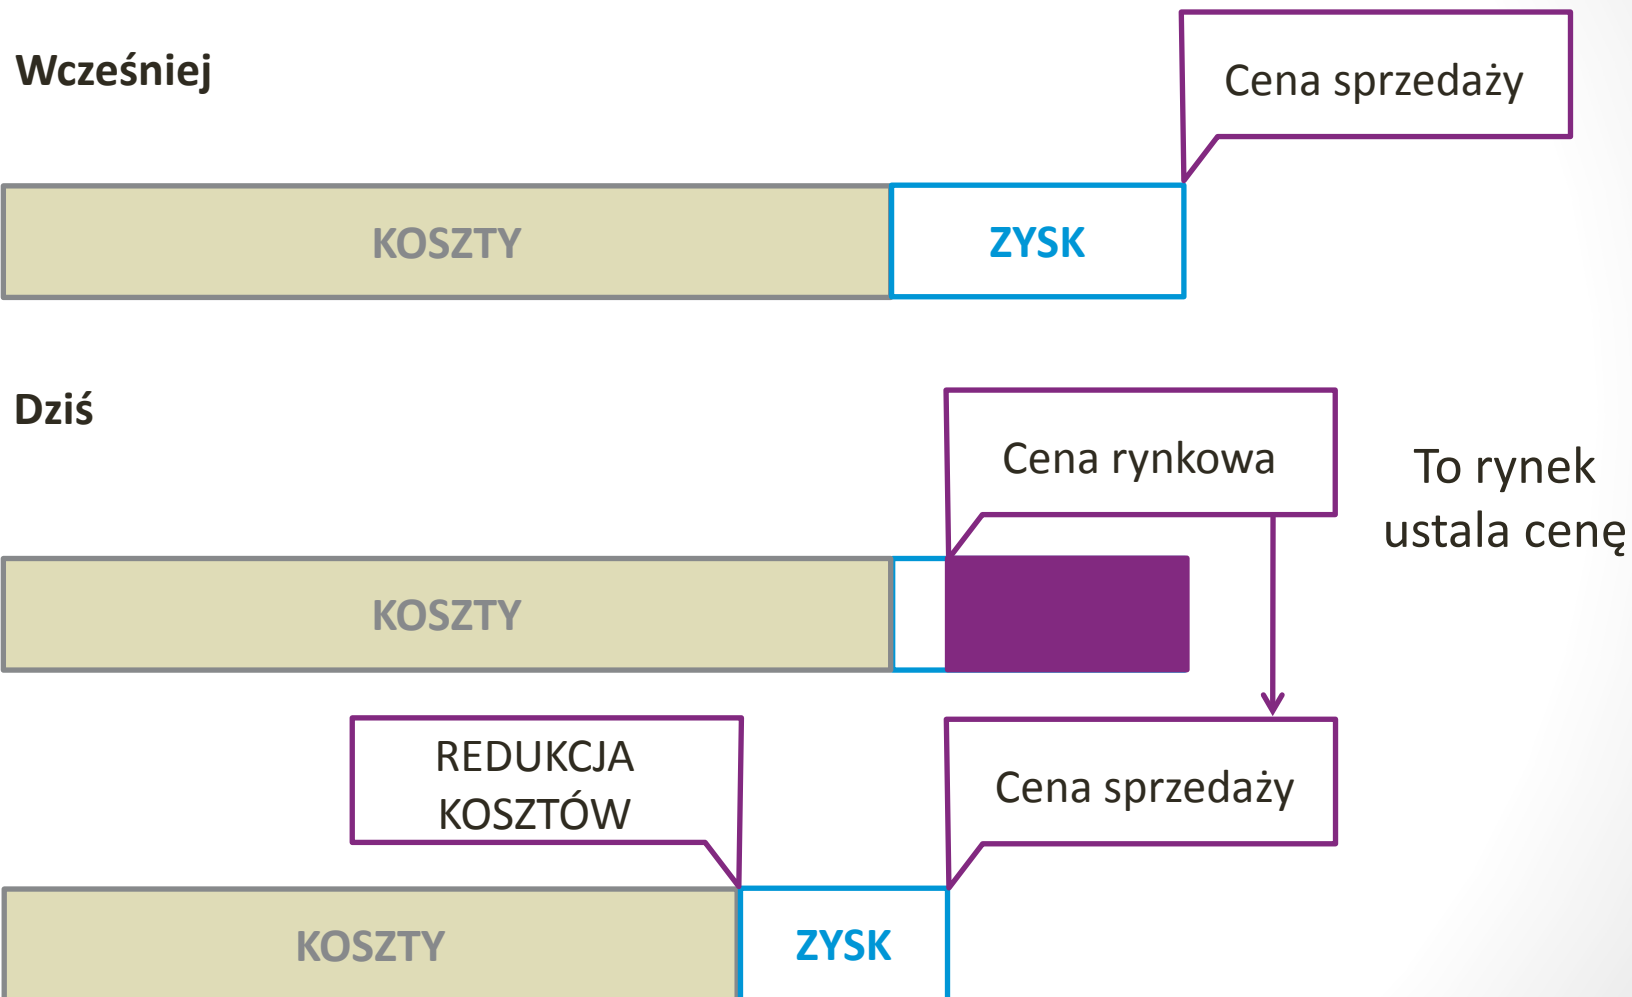 Wcześniej
Cena sprzedaży
KOSZTY
ZYSK
Dziś
Cena rynkowa
To rynek
ustala cenę
KOSZTY
REDUKCJA
KOSZTÓW
Cena sprzedaży
KOSZTY
ZYSK